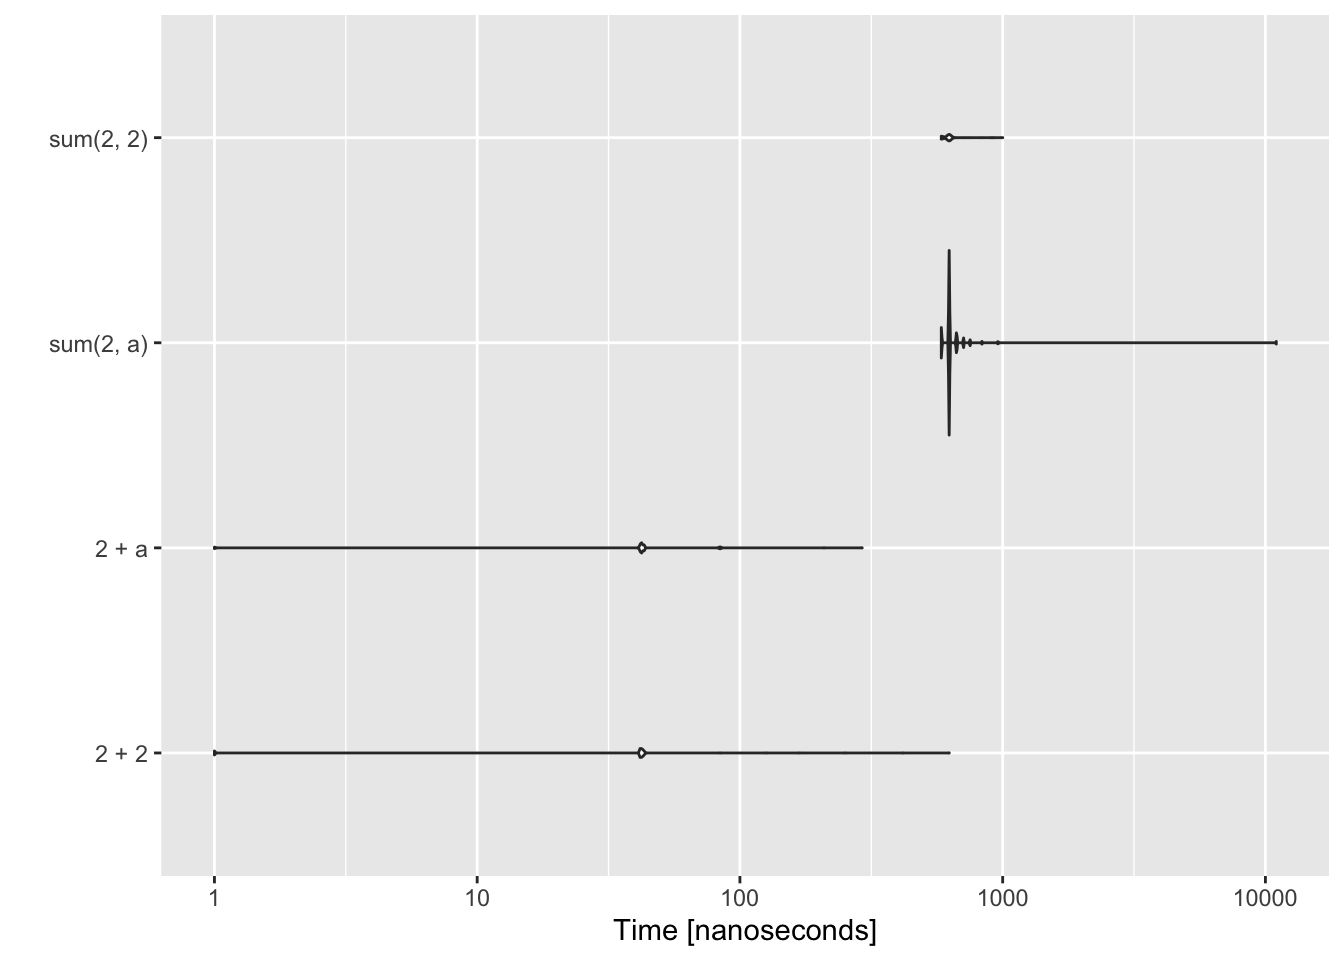 sum(2, 2)
sum(2, a)
2 + a
2 + 2
1 10 100 1000 10000
Time [nanoseconds]